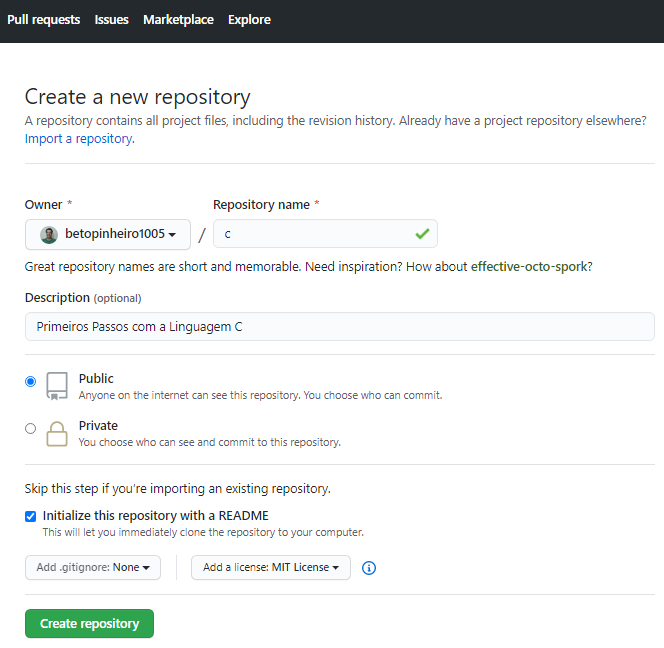 Pull requests Issues Marketplace Explore
Create a new repository
A repository contains all project files, including the revision history. Already have a project repository elsewhere?
Import a repository.
Owner * Repository name *
betopinheiro1005 / c
Great repository names are short and memorable. Need inspiration? How about effective-octo-spork?
Description (optional)
Primeiros Passos com a Linguagem C
Public
Anyone on the internet can see this repository. You choose who can commit.
Private
You choose who can see and commit to this repository.
Skip this step if you're importing an existing repository.
Initialize this repository with a README
This will let you immediately clone the repository to your computer.
Add .gitignore: None Add a license: MIT License
Create repository